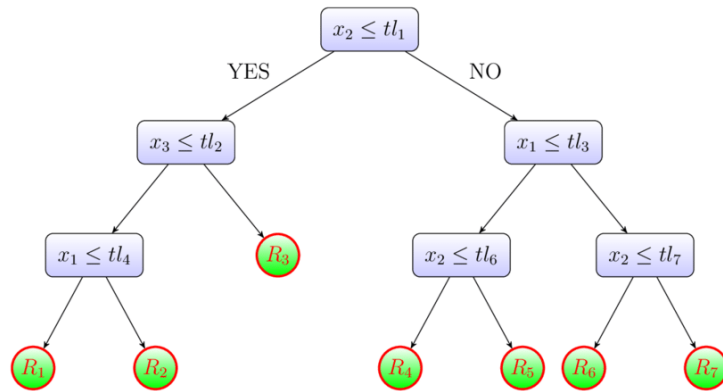 x₂ ≤ tl₁
YES NO
x₃ ≤ tl₂ x₁ ≤ tl₃
x₁ ≤ tl₄ R₃ x₂ ≤ tl₆ x₂ ≤ tl₇
R₁ R₂ R₄ R₅ R₆ R₇